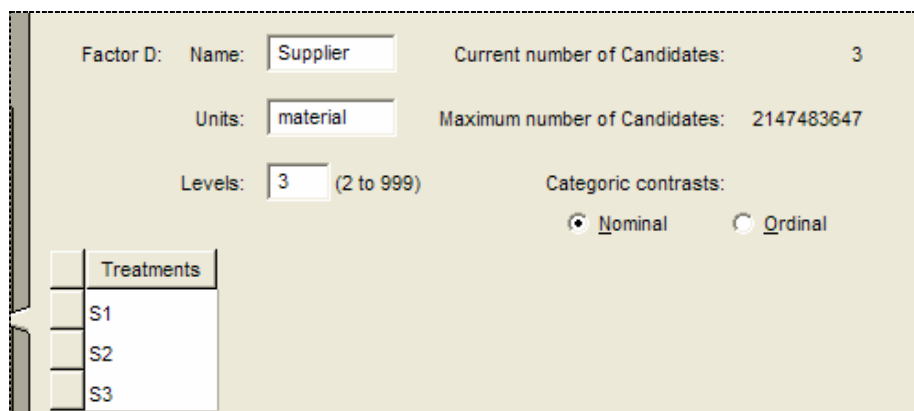 Factor D: Name: Supplier Current number of Candidates: 3
Units: material Maximum number of Candidates: 2147483647
Levels: 3 (2 to 999) Categoric contrasts:
Nominal Ordinal
Treatments
S1
S2
S3